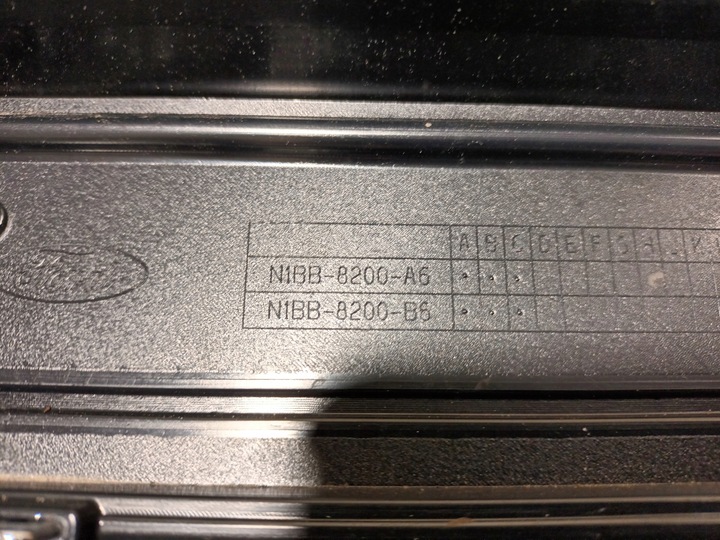 A B C D E F G H J K
N1BB-8200-A6
N1BB-8200-B6